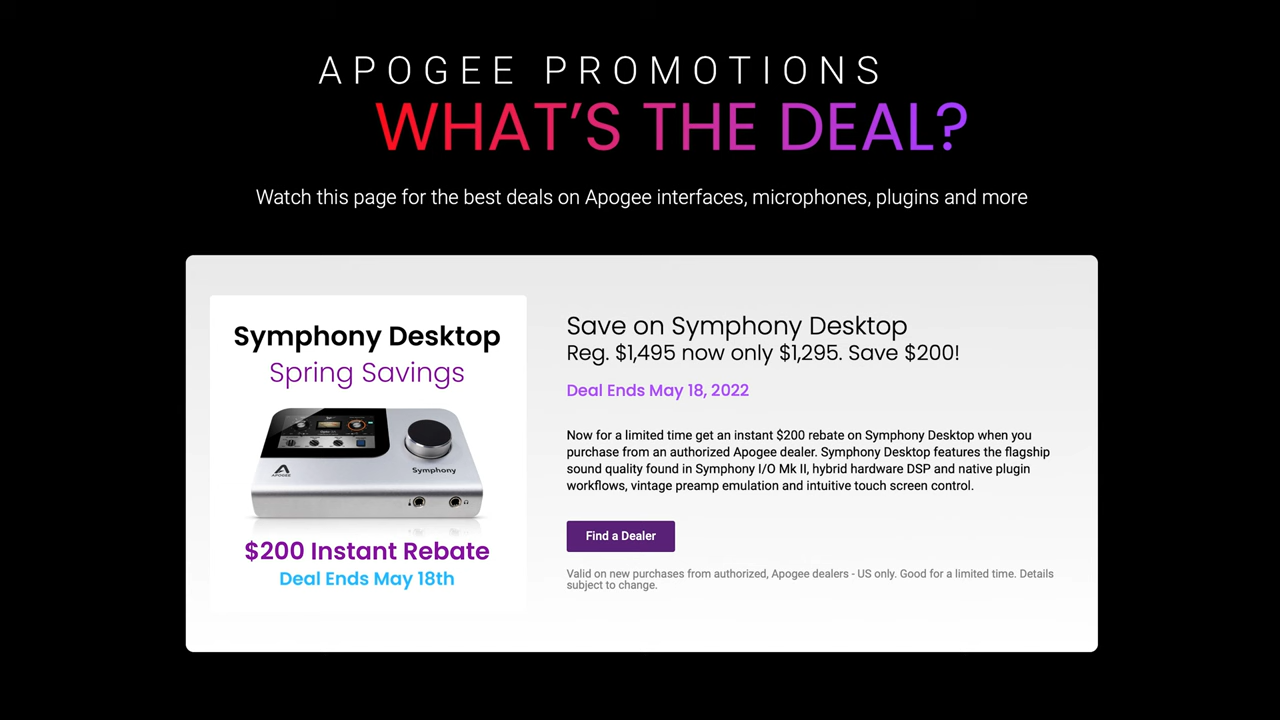 APOGEE PROMOTIONS
WHAT'S THE DEAL?
Watch this page for the best deals on Apogee interfaces, microphones, plugins and more
Symphony Desktop
Spring Savings
APOGEE
Symphony
$200 Instant Rebate
Deal Ends May 18th
Save on Symphony Desktop
Reg. $1,495 now only $1,295. Save $200!
Deal Ends May 18, 2022
Now for a limited time get an instant $200 rebate on Symphony Desktop when you
purchase from an authorized Apogee dealer. Symphony Desktop features the flagship
sound quality found in Symphony I/O Mk II, hybrid hardware DSP and native plugin
workflows, vintage preamp emulation and intuitive touch screen control.
Find a Dealer
Valid on new purchases from authorized, Apogee dealers - US only. Good for a limited time. Details
subject to change.